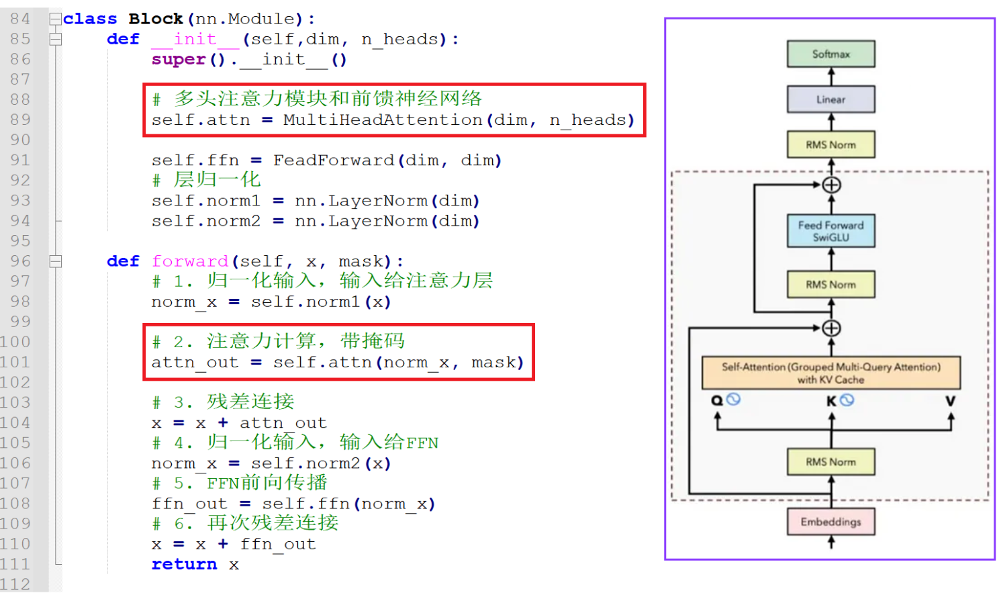 84 class Block(nn.Module):
85 def __init__(self,dim, n_heads):
86 super().__init__()
87
88 # 多头注意力模块和前馈神经网络
89 self.attn = MultiHeadAttention(dim, n_heads)
90
91 self.ffn = FeadForward(dim, dim)
92 # 层归一化
93 self.norm1 = nn.LayerNorm(dim)
94 self.norm2 = nn.LayerNorm(dim)
95
96 def forward(self, x, mask):
97 # 1. 归一化输入，输入给注意力层
98 norm_x = self.norm1(x)
99
100 # 2. 注意力计算，带掩码
101 attn_out = self.attn(norm_x, mask)
102
103 # 3. 残差连接
104 x = x + attn_out
105 # 4. 归一化输入，输入给FFN
106 norm_x = self.norm2(x)
107 # 5. FFN前向传播
108 ffn_out = self.ffn(norm_x)
109 # 6. 再次残差连接
110 x = x + ffn_out
111 return x
112
Softmax
Linear
RMS Norm
Feed Forward
SwiGLU
RMS Norm
Self-Attention (Grouped Multi-Query Attention)
with KV Cache
Q K V
RMS Norm
Embeddings